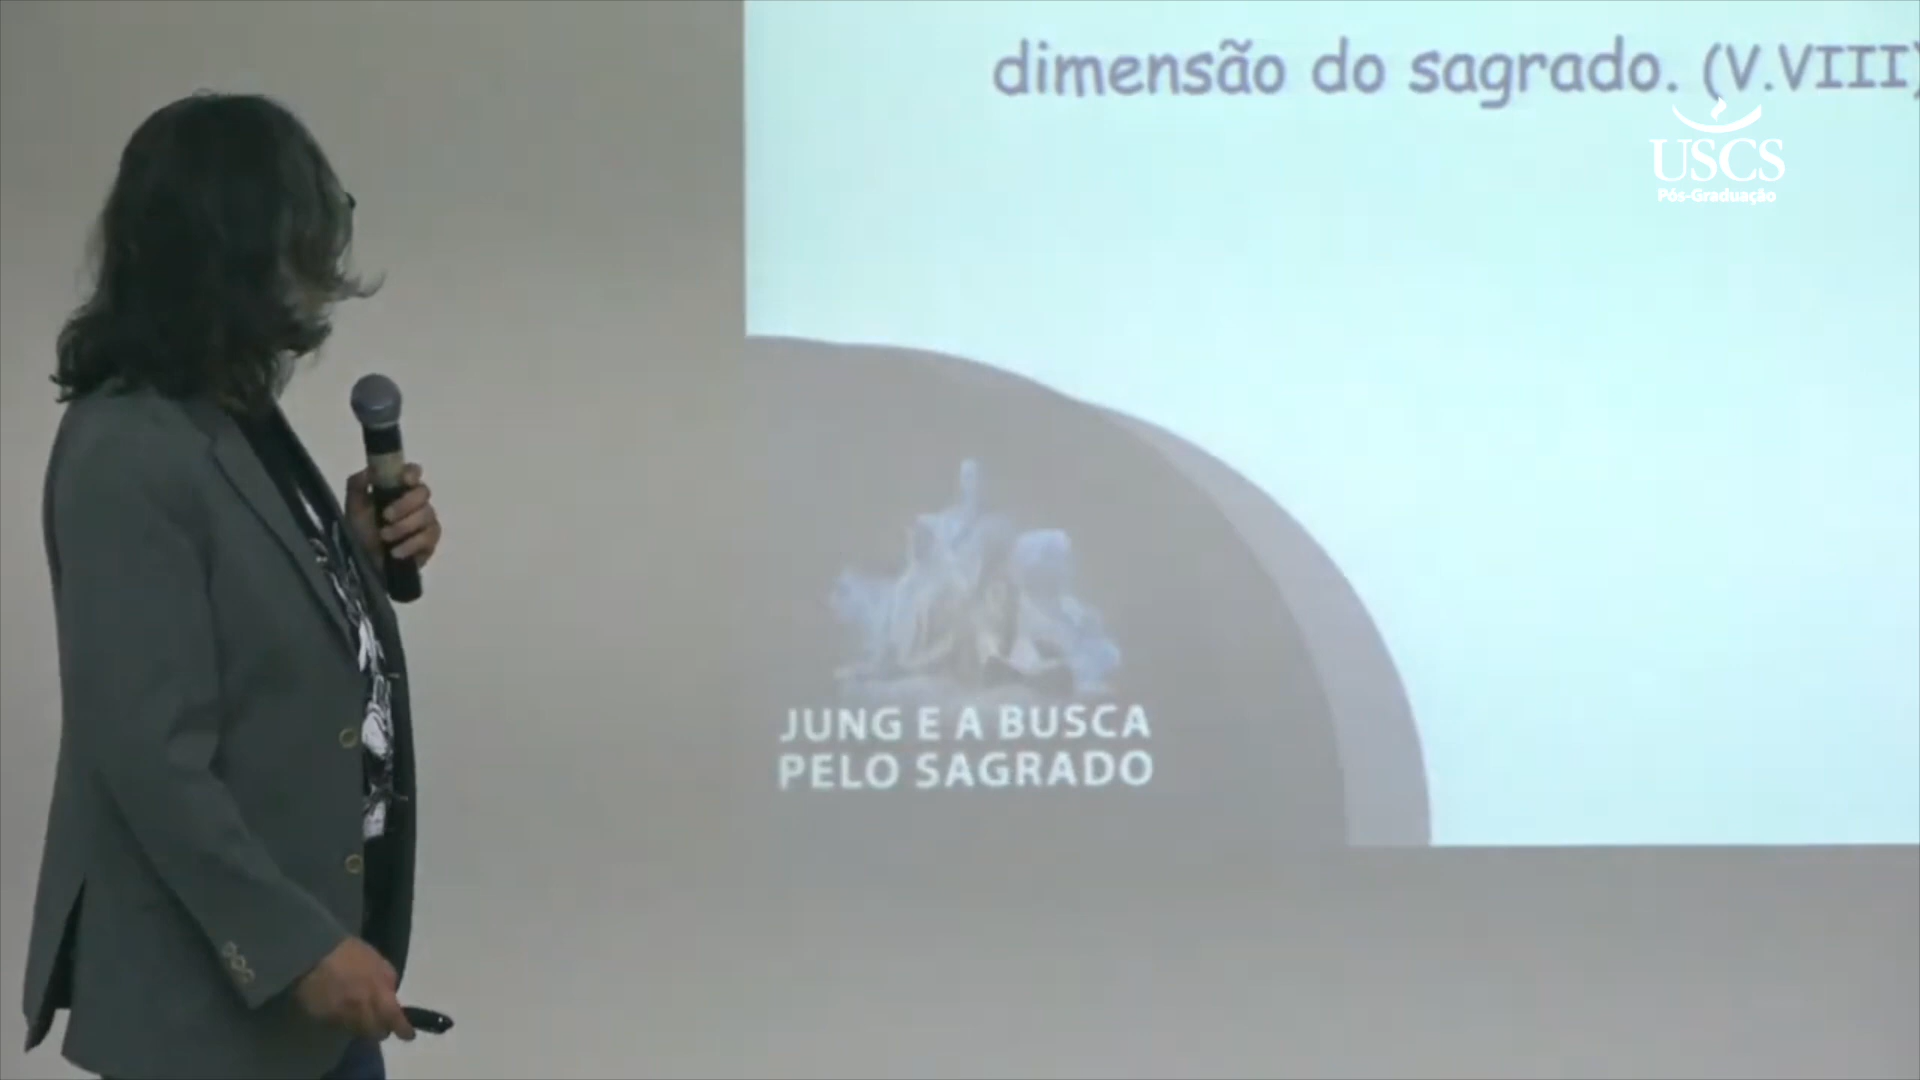 dimensão do sagrado. (V.VIII)
USCS
Pós-Graduação
JUNG E A BUSCA
PELO SAGRADO